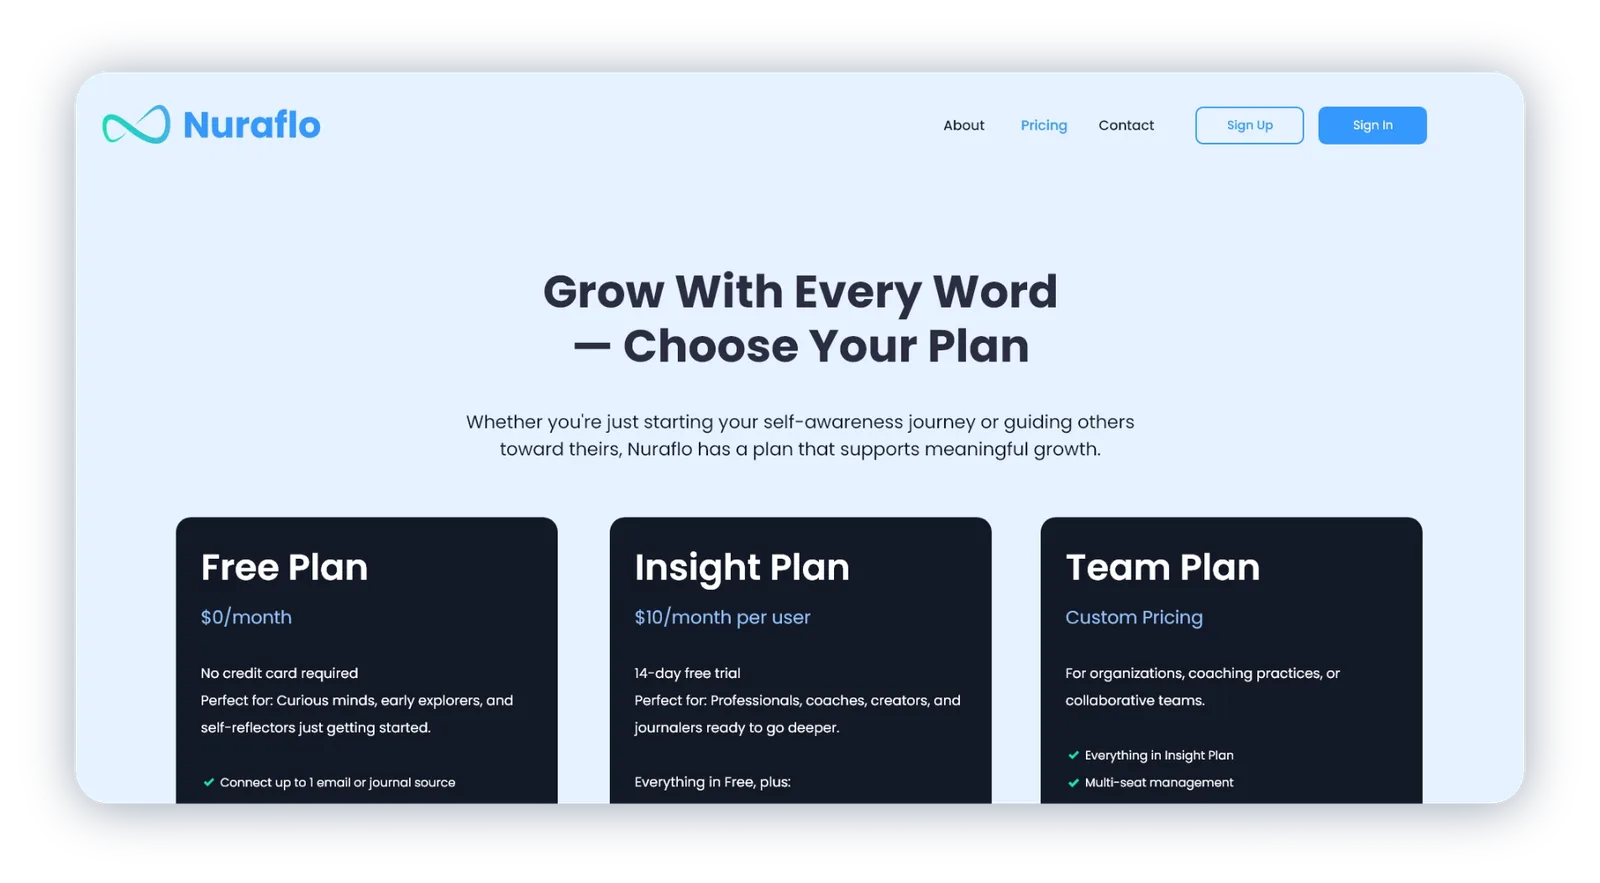 Nuraflo
About
Pricing
Contact
Sign Up
Sign In
Grow With Every Word
— Choose Your Plan
Whether you're just starting your self-awareness journey or guiding others
toward theirs, Nuraflo has a plan that supports meaningful growth.
Free Plan
$0/month
No credit card required
Perfect for: Curious minds, early explorers, and
self-reflectors just getting started.
Connect up to 1 email or journal source
Insight Plan
$10/month per user
14-day free trial
Perfect for: Professionals, coaches, creators, and
journalers ready to go deeper.
Everything in Free, plus:
Team Plan
Custom Pricing
For organizations, coaching practices, or
collaborative teams.
Everything in Insight Plan
Multi-seat management